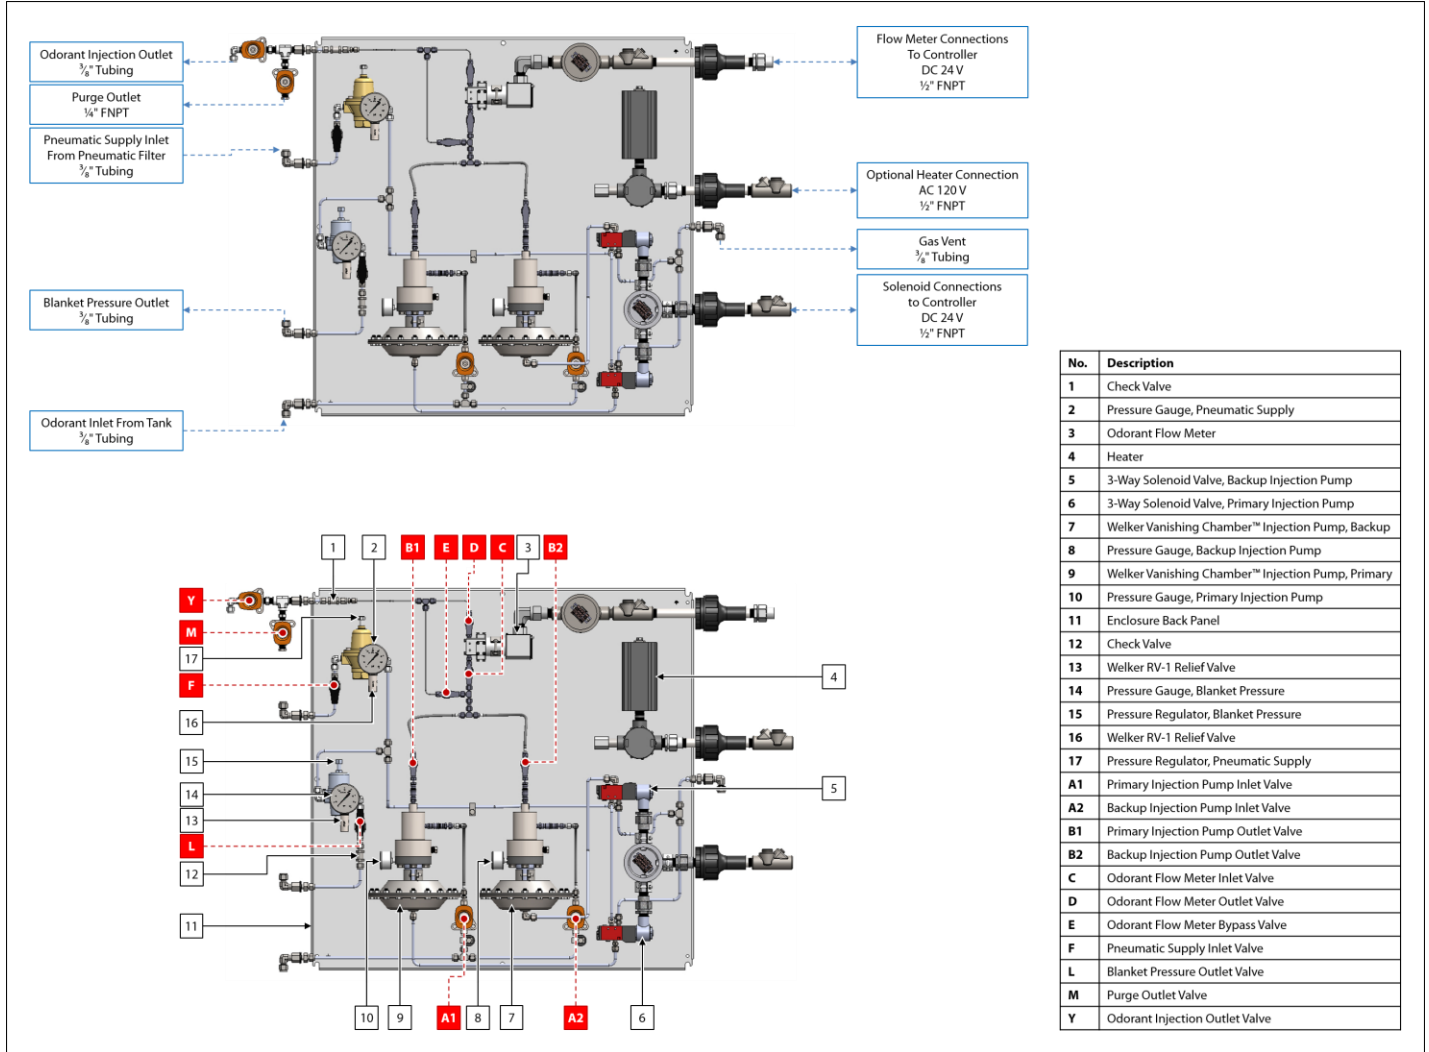 Odorant Injection Outlet
³⁄₈" Tubing
Purge Outlet
¼" FNPT
Pneumatic Supply Inlet
From Pneumatic Filter
³⁄₈" Tubing
Blanket Pressure Outlet
³⁄₈" Tubing
Odorant Inlet From Tank
³⁄₈" Tubing
Flow Meter Connections
To Controller
DC 24 V
½" FNPT
Optional Heater Connection
AC 120 V
½" FNPT
Gas Vent
³⁄₈" Tubing
Solenoid Connections
to Controller
DC 24 V
½" FNPT
1 2 B1 E D C 3 B2
Y
M
17
F
16
15
14
13
L
12
11
4
5
10 9 A1 8 7 A2 6
No. Description
1 Check Valve
2 Pressure Gauge, Pneumatic Supply
3 Odorant Flow Meter
4 Heater
5 3-Way Solenoid Valve, Backup Injection Pump
6 3-Way Solenoid Valve, Primary Injection Pump
7 Welker Vanishing Chamber™ Injection Pump, Backup
8 Pressure Gauge, Backup Injection Pump
9 Welker Vanishing Chamber™ Injection Pump, Primary
10 Pressure Gauge, Primary Injection Pump
11 Enclosure Back Panel
12 Check Valve
13 Welker RV-1 Relief Valve
14 Pressure Gauge, Blanket Pressure
15 Pressure Regulator, Blanket Pressure
16 Welker RV-1 Relief Valve
17 Pressure Regulator, Pneumatic Supply
A1 Primary Injection Pump Inlet Valve
A2 Backup Injection Pump Inlet Valve
B1 Primary Injection Pump Outlet Valve
B2 Backup Injection Pump Outlet Valve
C Odorant Flow Meter Inlet Valve
D Odorant Flow Meter Outlet Valve
E Odorant Flow Meter Bypass Valve
F Pneumatic Supply Inlet Valve
L Blanket Pressure Outlet Valve
M Purge Outlet Valve
Y Odorant Injection Outlet Valve